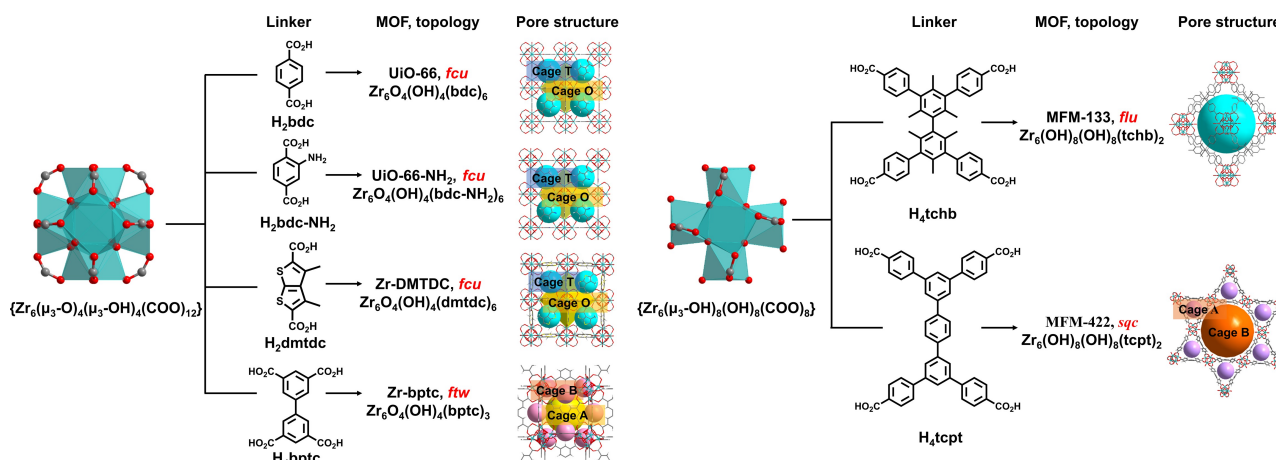 Linker
MOF, topology
Pore structure
CO₂H
CO₂H
H₂bdc
UiO-66, fcu
Zr₆O₄(OH)₄(bdc)₆
Cage T
Cage O
CO₂H
NH₂
CO₂H
H₂bdc-NH₂
UiO-66-NH₂, fcu
Zr₆O₄(OH)₄(bdc-NH₂)₆
Cage T
Cage O
{Zr₆(μ₃-O)₄(μ₃-OH)₄(COO)₁₂}
CO₂H
S
S
CO₂H
H₂dmtdc
Zr-DMTDC, fcu
Zr₆O₄(OH)₄(dmtdc)₆
Cage T
Cage O
HO₂C
CO₂H
HO₂C
CO₂H
H₄bptc
Zr-bptc, ftw
Zr₆O₄(OH)₄(bptc)₃
Cage B
Cage A
Linker
MOF, topology
Pore structure
HO₂C
CO₂H
HO₂C
CO₂H
H₄tchb
MFM-133, flu
Zr₆(OH)₈(OH)₈(tchb)₂
{Zr₆(μ₃-OH)₈(OH)₈(COO)₈}
HO₂C
CO₂H
HO₂C
CO₂H
H₄tcpt
MFM-422, sqc
Zr₆(OH)₈(OH)₈(tcpt)₂
Cage A
Cage B